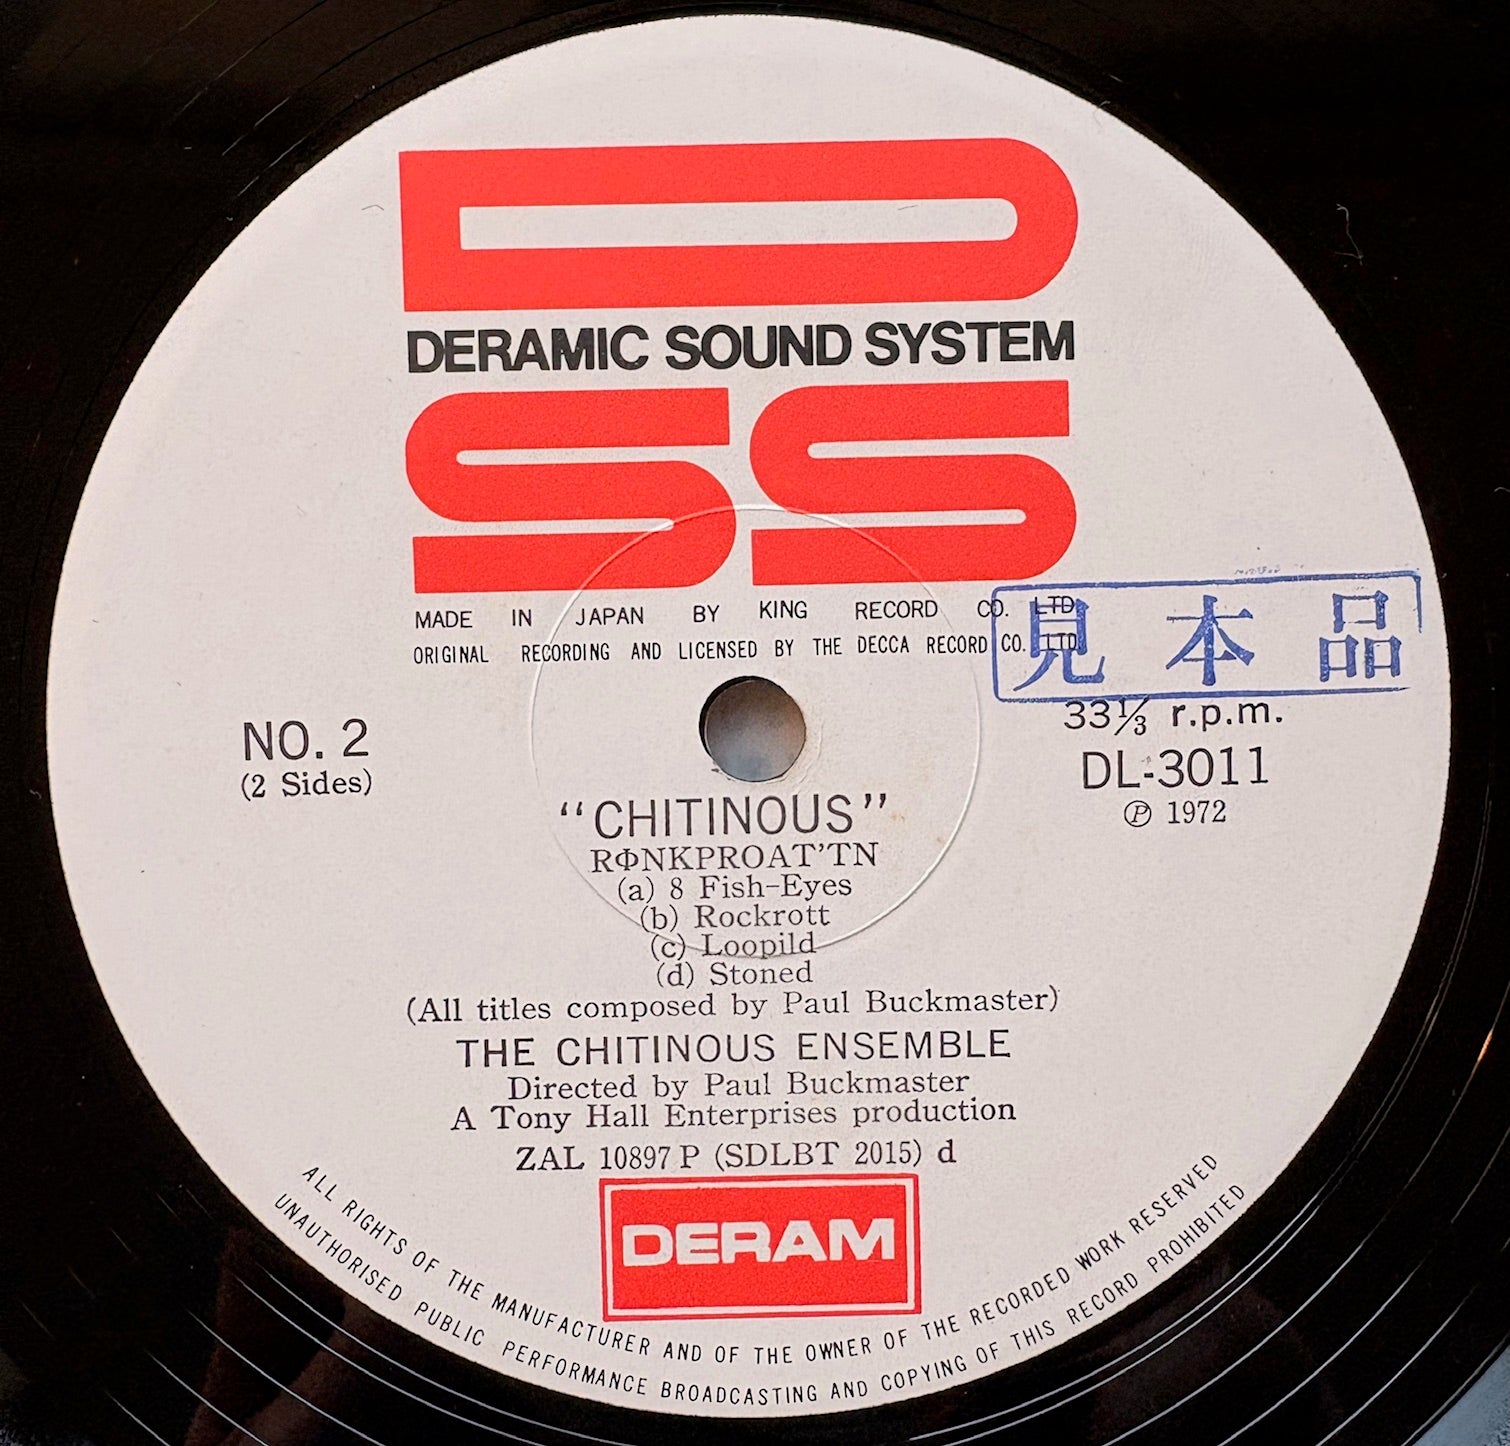 DSS
DERAMIC SOUND SYSTEM
MADE IN JAPAN BY KING RECORD CO. LTD.
ORIGINAL RECORDING AND LICENSED BY THE DECCA RECORD CO. LTD.
見本品
33⅓ r.p.m.
NO. 2
(2 Sides)
DL-3011
℗ 1972
“CHITINOUS”
RΦNKPROAT’TN
(a) 8 Fish-Eyes
(b) Rockrott
(c) Loopild
(d) Stoned
(All titles composed by Paul Buckmaster)
THE CHITINOUS ENSEMBLE
Directed by Paul Buckmaster
A Tony Hall Enterprises production
ZAL 10897 P (SDLBT 2015) d
DERAM
ALL RIGHTS OF THE MANUFACTURER AND OF THE OWNER OF THE RECORDED WORK RESERVED
UNAUTHORISED PUBLIC PERFORMANCE BROADCASTING AND COPYING OF THIS RECORD PROHIBITED